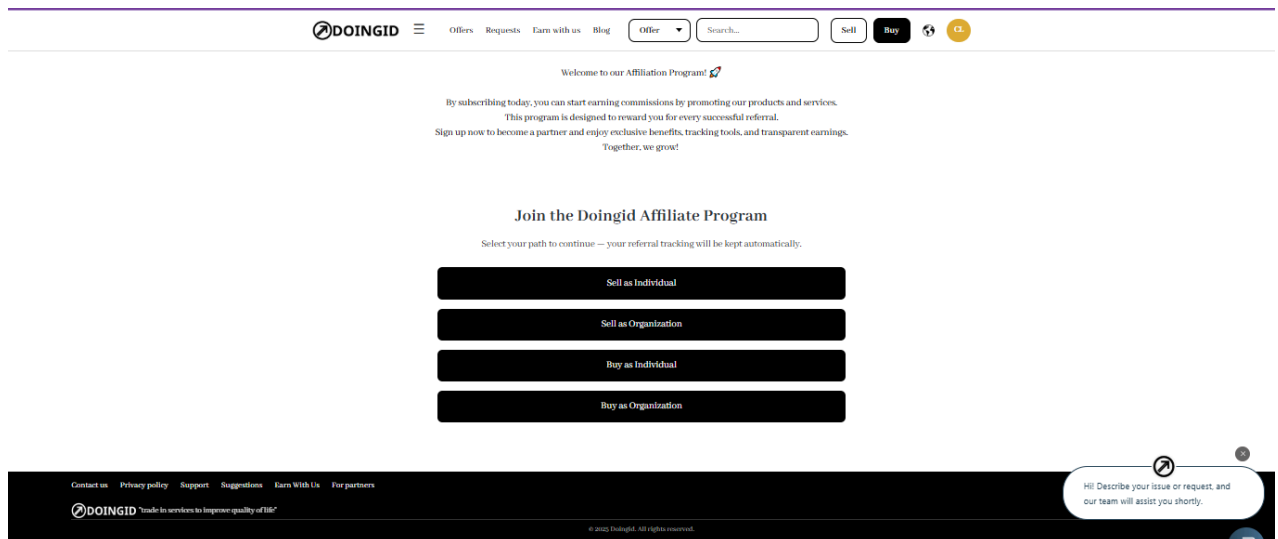 DOINGID
Offers Requests Earn with us Blog Offer Search... Sell Buy CL
Welcome to our Affiliation Program! 🚀
By subscribing today, you can start earning commissions by promoting our products and services.
This program is designed to reward you for every successful referral.
Sign up now to become a partner and enjoy exclusive benefits, tracking tools, and transparent earnings.
Together, we grow!
Join the Doingid Affiliate Program
Select your path to continue — your referral tracking will be kept automatically.
Sell as Individual
Sell as Organization
Buy as Individual
Buy as Organization
Contact us Privacy policy Support Suggestions Earn With Us For partners
DOINGID "trade in services to improve quality of life"
© 2025 Doingid. All rights reserved.
Hi! Describe your issue or request, and
our team will assist you shortly.